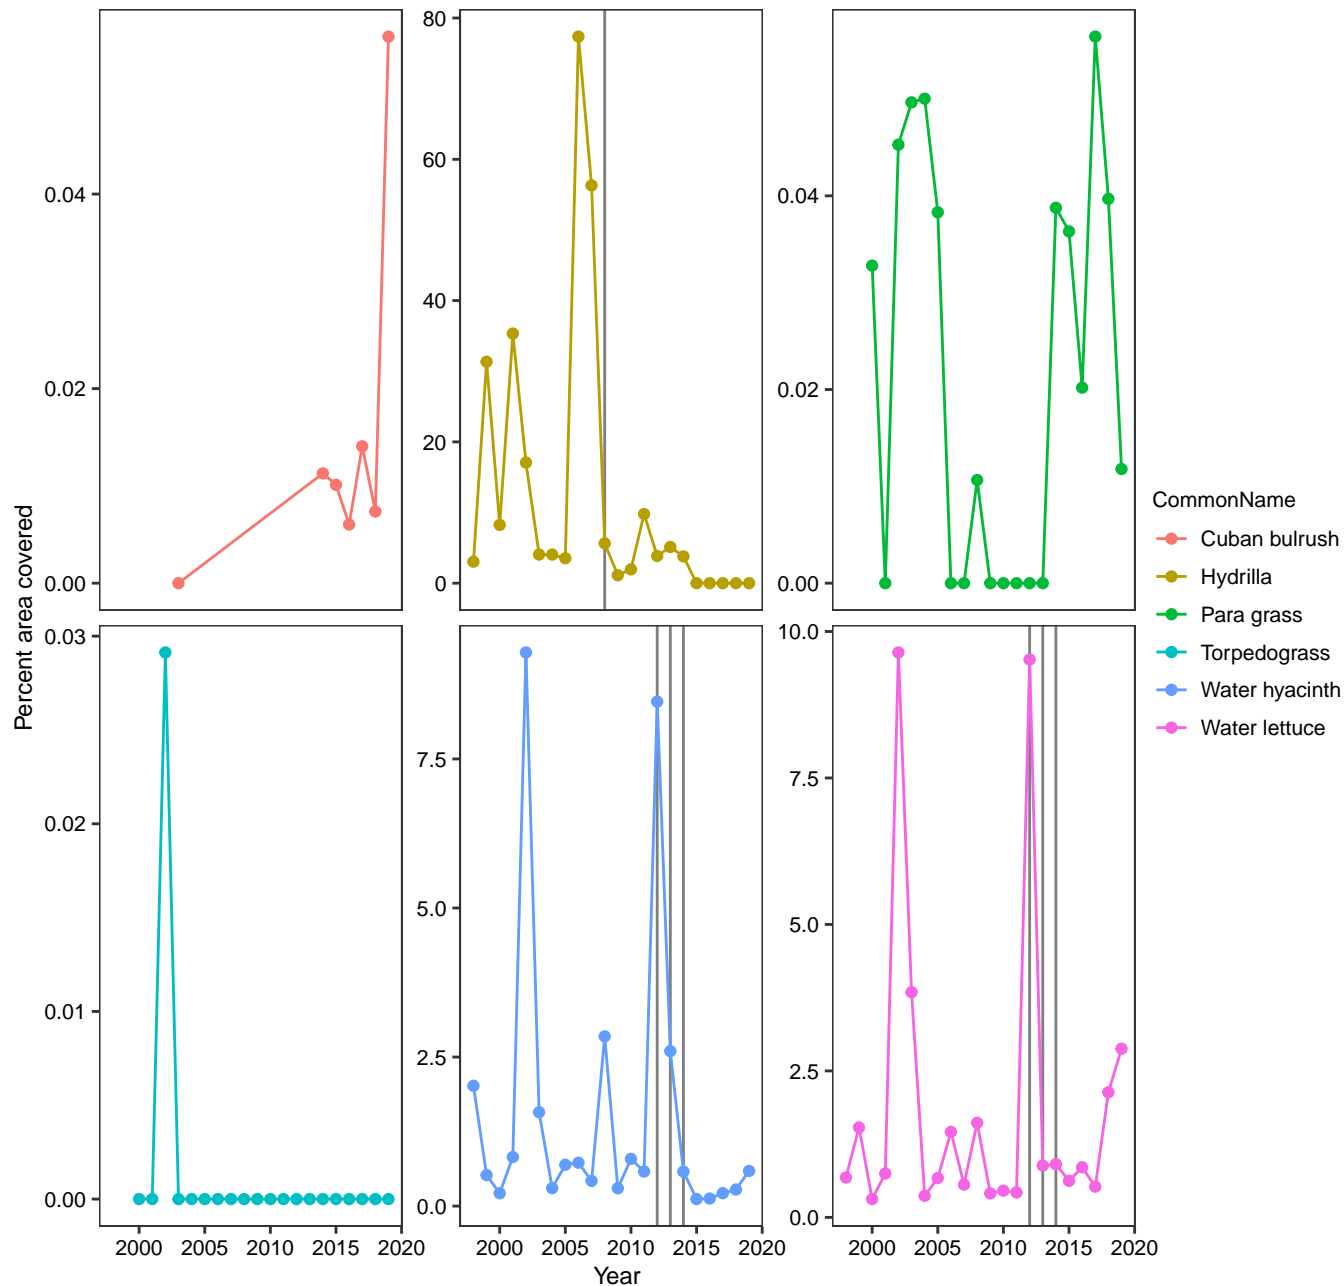 Percent area covered
0.04
0.02
0.00
80
60
40
20
0
0.04
0.02
0.00
0.03
0.02
0.01
0.00
7.5
5.0
2.5
0.0
10.0
7.5
5.0
2.5
0.0
2000 2005 2010 2015 2020
2000 2005 2010 2015 2020
2000 2005 2010 2015 2020
Year
CommonName
Cuban bulrush
Hydrilla
Para grass
Torpedograss
Water hyacinth
Water lettuce